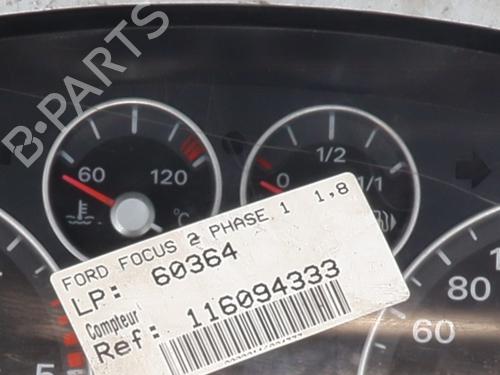 B-PARTS
1/2
60 120 0 1/1
°C
FORD FOCUS 2 PHASE 1 1,8
LP: 60364
Compteur
Ref: 116094333
80
60
5